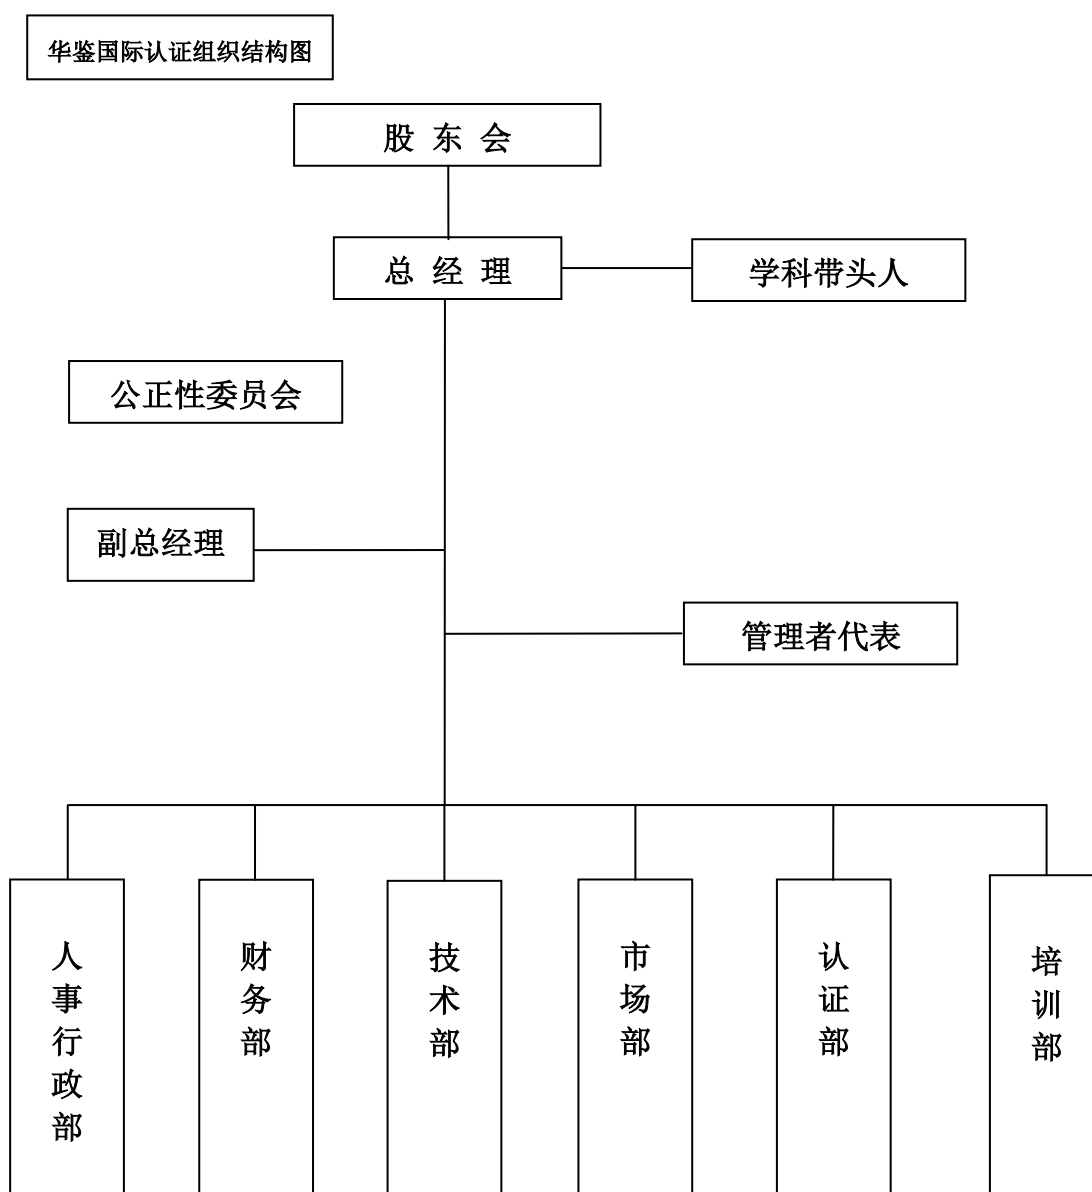 华鉴国际认证组织结构图
股 东 会
总 经 理
学科带头人
公正性委员会
副总经理
管理者代表
人事行政部
财务部
技术部
市场部
认证部
培训部